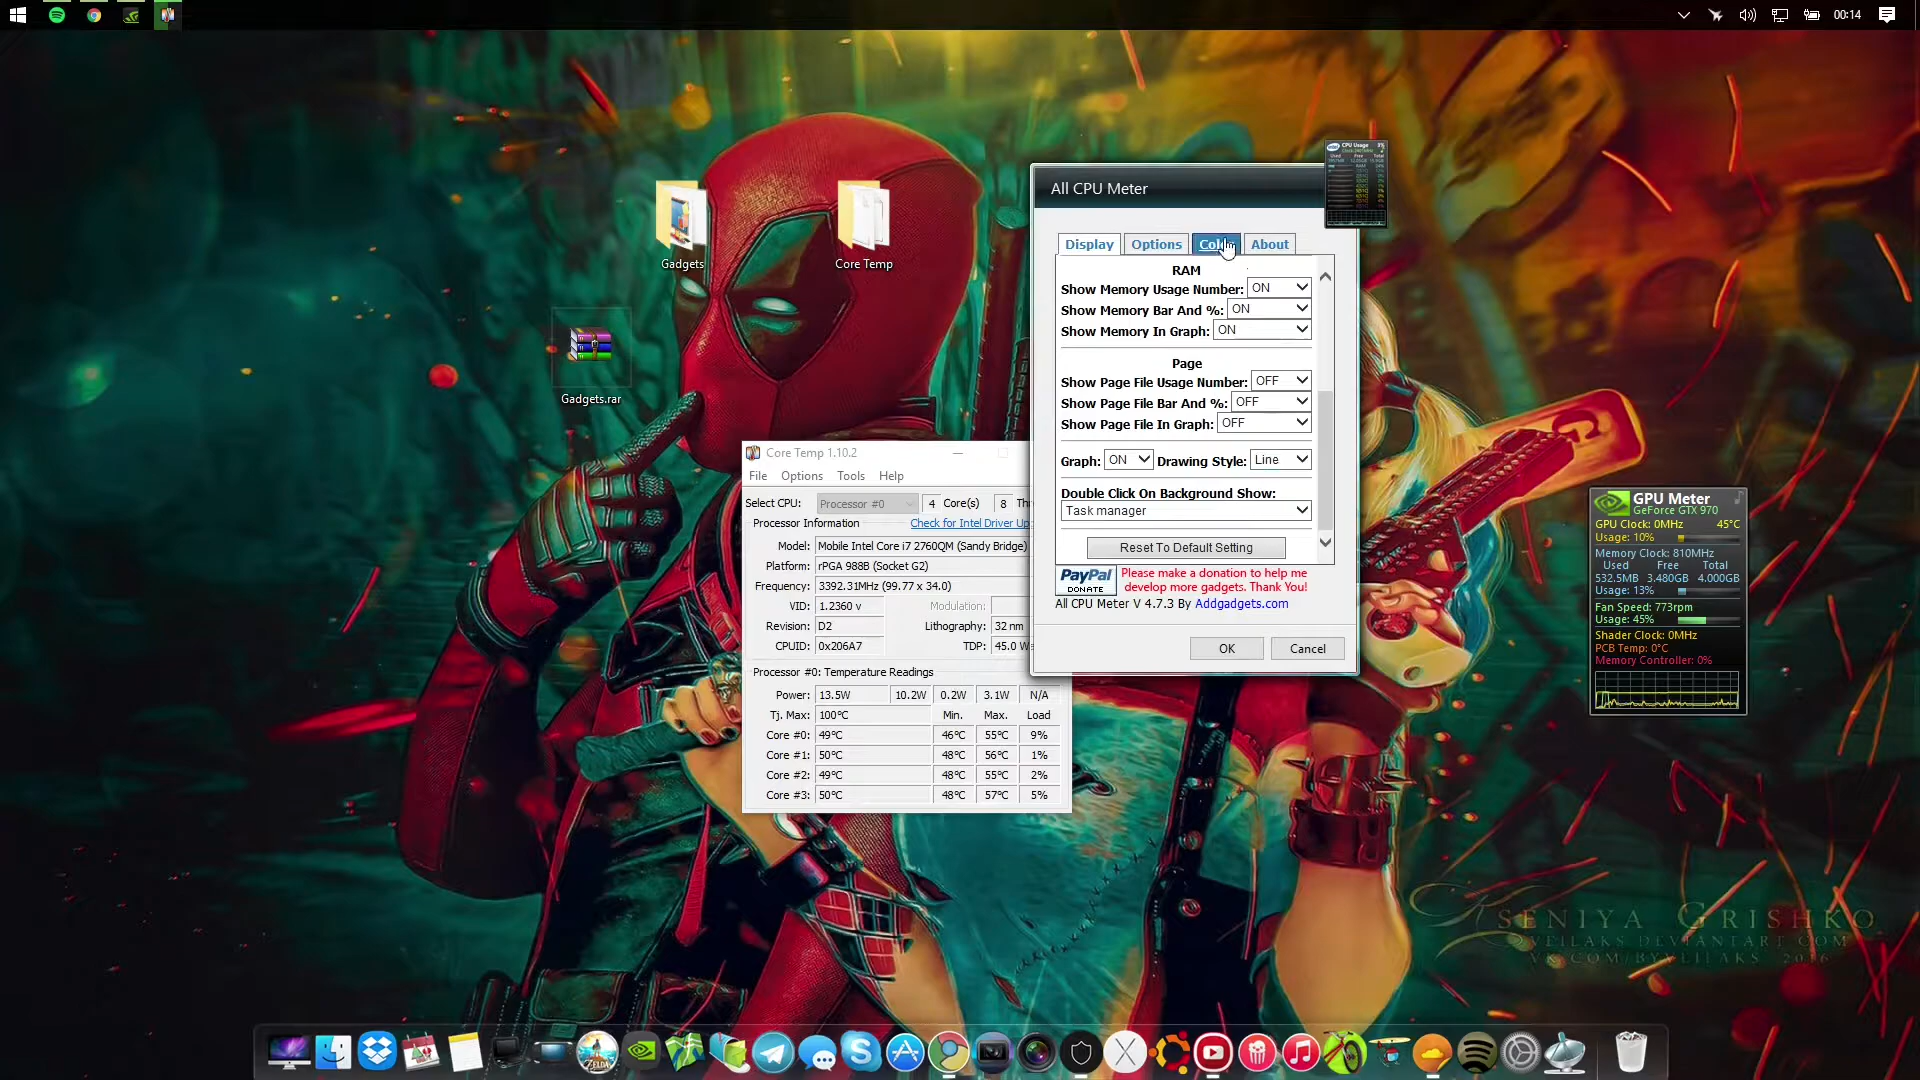 00:14
Gadgets
Core Temp
Gadgets.rar
All CPU Meter
CPU Usage
Display Options About
RAM
Show Memory Usage Number: ON
Show Memory Bar And %: ON
Show Memory In Graph: ON
Page
Show Page File Usage Number: OFF
Show Page File Bar And %: OFF
Show Page File In Graph: OFF
Graph: ON Drawing Style: Line
Double Click On Background Show:
Task manager
Reset To Default Setting
PayPal
DONATE
Please make a donation to help me
develop more gadgets. Thank You!
All CPU Meter V 4.7.3 By Addgadgets.com
OK Cancel
Core Temp 1.10.2
File Options Tools Help
Select CPU: Processor #0 4 Core(s) 8
Processor Information Check for Intel Driver
Model: Mobile Intel Core i7 2760QM (Sandy Bridge)
Platform: rPGA 988B (Socket G2)
Frequency: 3392.31MHz (99.77 x 34.0)
VID: 1.2360 v Modulation:
Revision: D2 Lithography: 32 nm
CPUID: 0x206A7 TDP: 45.0
Processor #0: Temperature Readings
Power: 13.5W 10.2W 0.2W 3.1W N/A
Tj. Max: 100°C Min. Max. Load
Core #0: 49°C 46°C 55°C 9%
Core #1: 50°C 48°C 56°C 1%
Core #2: 49°C 48°C 55°C 2%
Core #3: 50°C 48°C 57°C 5%
GPU Meter
GeForce GTX 970
GPU Clock: 0MHz 45°C
Usage: 10%
Memory Clock: 810MHz
Used Free Total
532.5MB 3.480GB 4.000GB
Usage: 13%
Fan Speed: 773rpm
Usage: 45%
Shader Clock: 0MHz
PCB Temp: 0°C
Memory Controller: 0%
KSENIYA GRISHKO
VEILAKS.DEVIANTART.COM
VK.COM/BYVEILAKS 2016